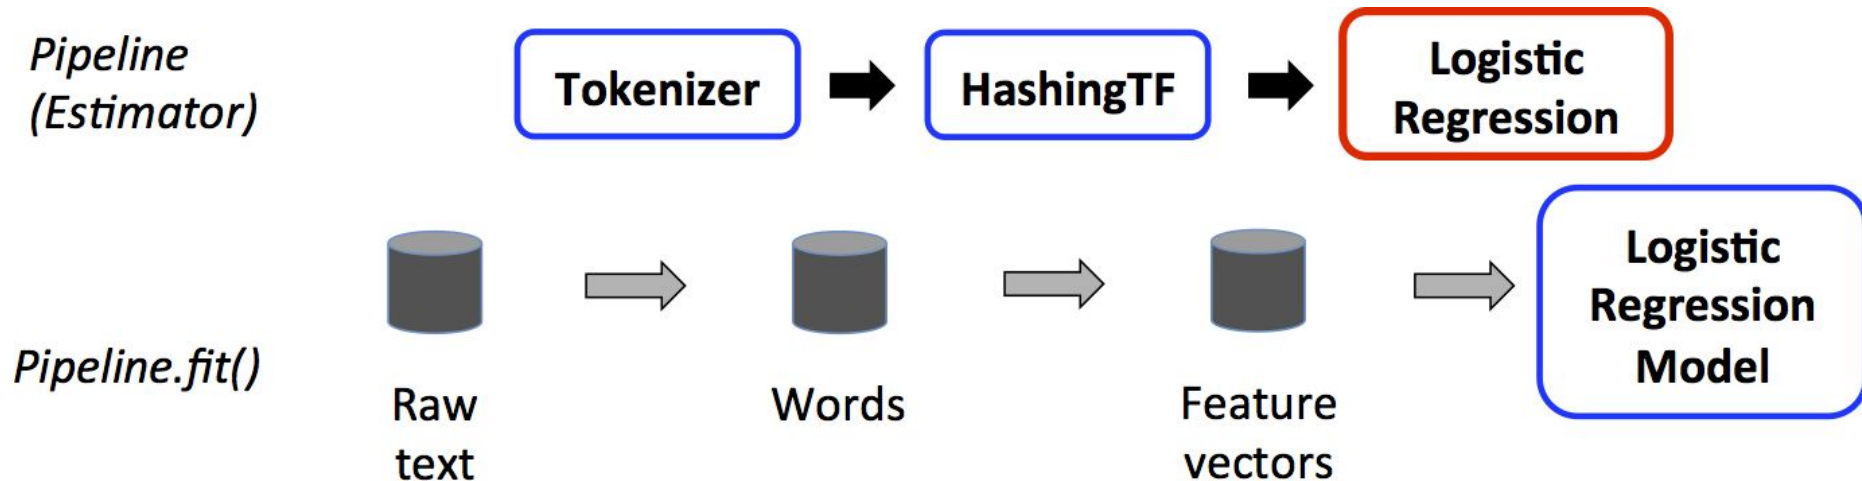 Pipeline
(Estimator)
Tokenizer
HashingTF
Logistic
Regression
Pipeline.fit()
Raw
text
Words
Feature
vectors
Logistic
Regression
Model